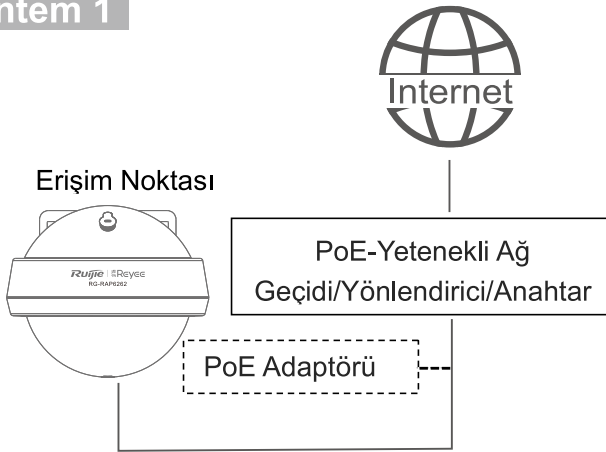 ntem 1
Internet
Erişim Noktası
Ruijie | Reyee
RG-RAP6262
PoE-Yetenekli Ağ
Geçidi/Yönlendirici/Anahtar
PoE Adaptörü